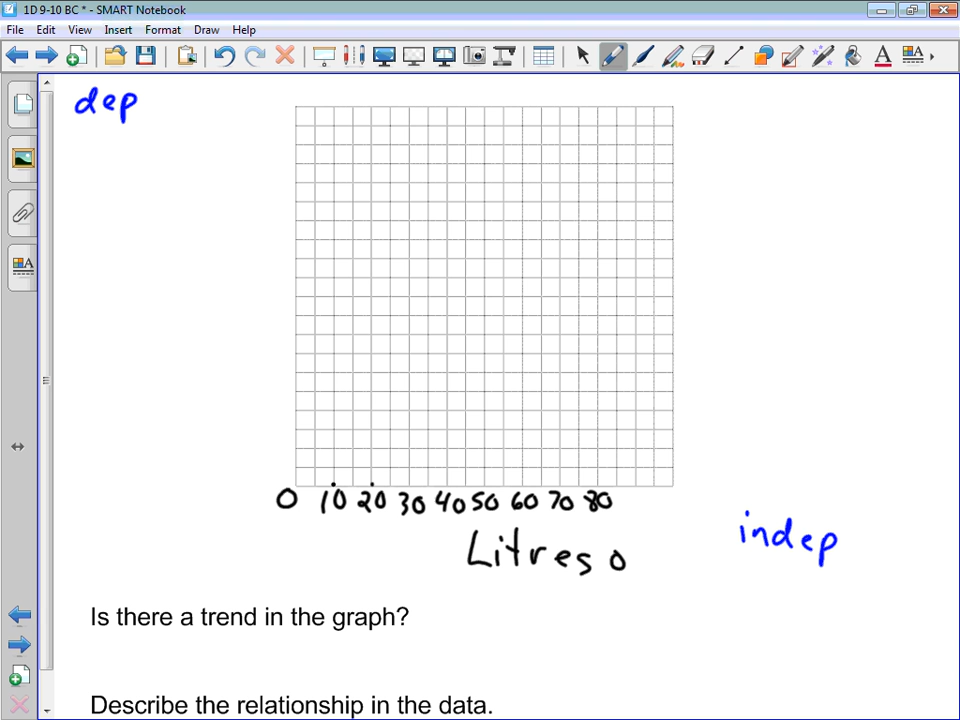 1D 9-10 BC * - SMART Notebook
File Edit View Insert Format Draw Help
dep
0 10 20 30 40 50 60 70 80
Litres o
indep
Is there a trend in the graph?
Describe the relationship in the data.